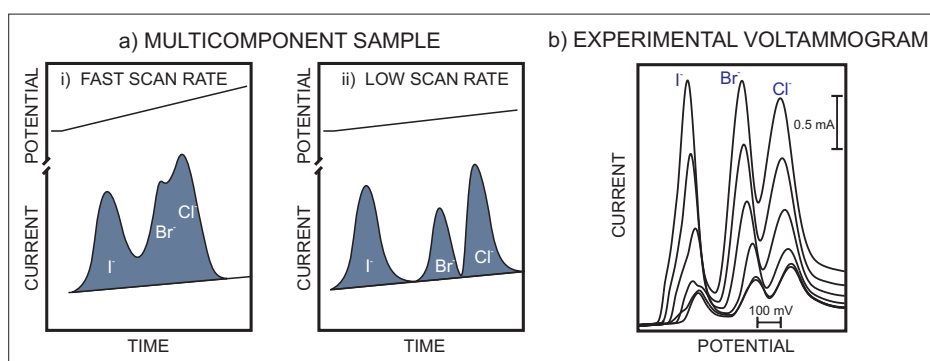 a) MULTICOMPONENT SAMPLE
i) FAST SCAN RATE
POTENTIAL
CURRENT
I⁻
Br⁻
Cl⁻
TIME
ii) LOW SCAN RATE
POTENTIAL
CURRENT
I⁻
Br⁻
Cl⁻
TIME
b) EXPERIMENTAL VOLTAMMOGRAM
I⁻
Br⁻
Cl⁻
0.5 mA
CURRENT
100 mV
POTENTIAL